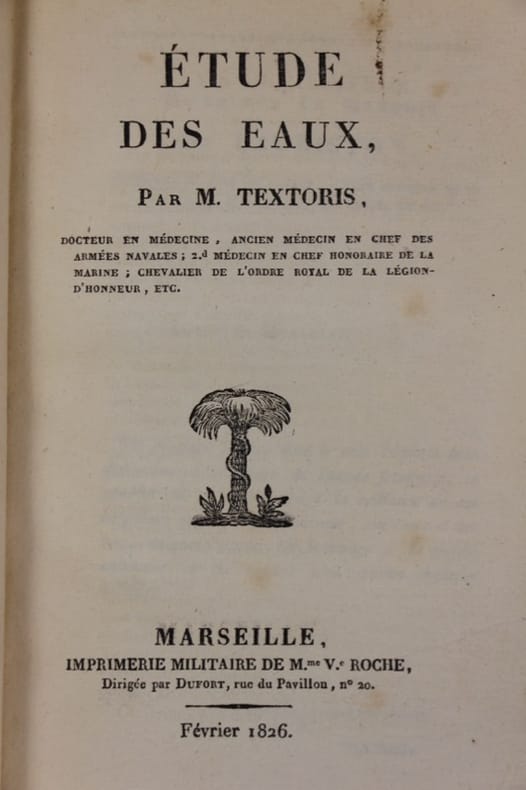 ÉTUDE
DES EAUX,
PAR M. TEXTORIS,
DOCTEUR EN MÉDECINE, ANCIEN MÉDECIN EN CHEF DES
ARMÉES NAVALES; 2.d MÉDECIN EN CHEF HONORAIRE DE LA
MARINE; CHEVALIER DE L'ORDRE ROYAL DE LA LÉGION-
D'HONNEUR, ETC.
MARSEILLE,
IMPRIMERIE MILITAIRE DE M.me V.e ROCHE,
Dirigée par DUFORT, rue du Pavillon, n° 20.
Février 1826.